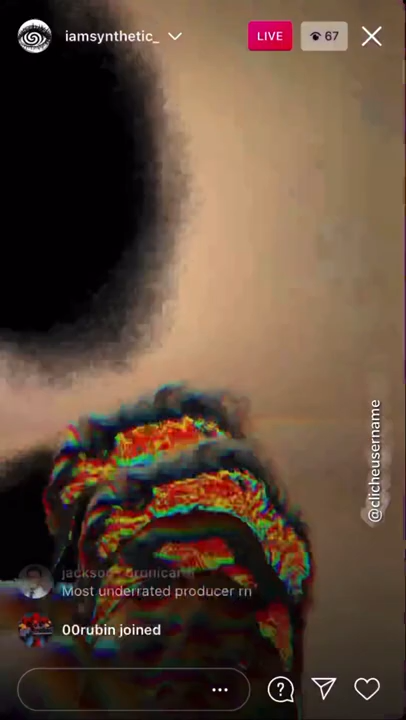 iamsynthetic_
LIVE
67
@clicheusername
Most underrated producer rn
00rubin joined